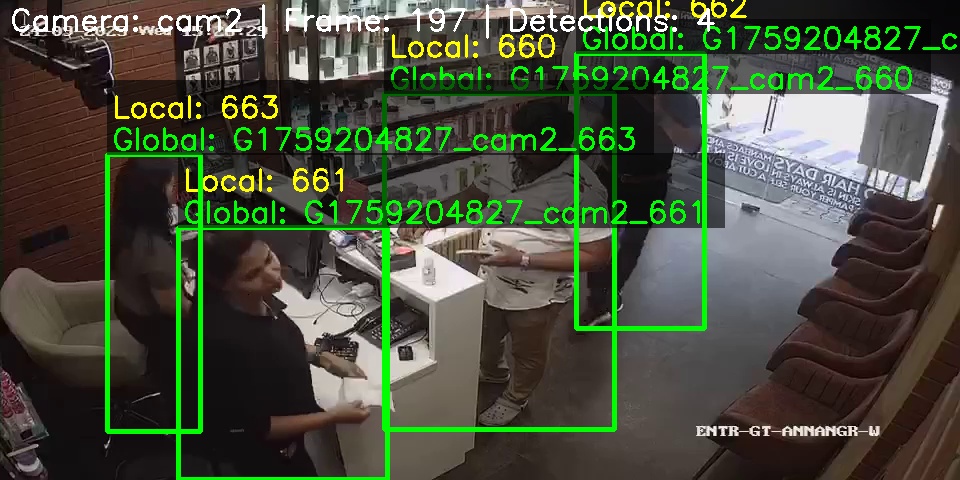 Camera: cam2 | Frame: 197 | Detections: 4
Local: 662
Global: G1759204827_c
Local: 660
Global: G1759204827_cam2_660
Local: 663
Global: G1759204827_cam2_663
Local: 661
Global: G1759204827_cam2_661
ENTR-GT-ANNANGR-W